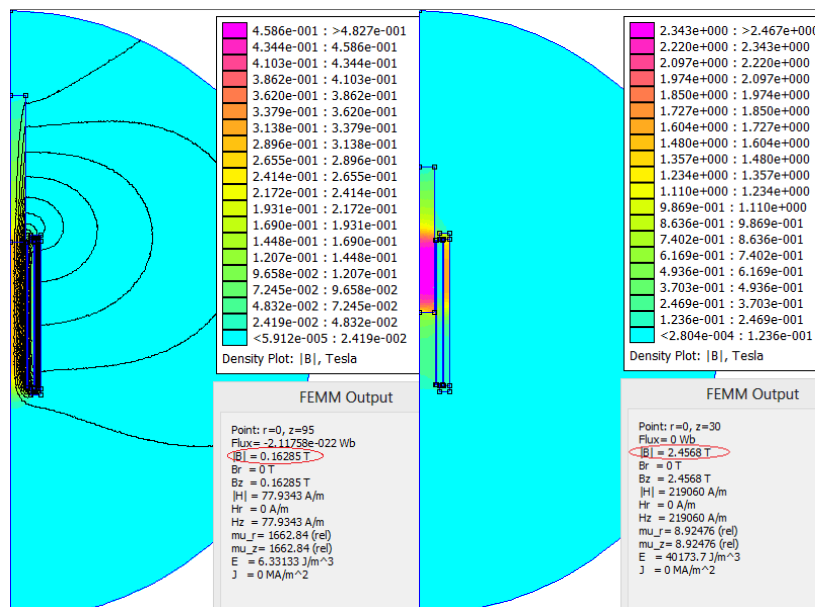 4.586e-001 : >4.827e-001
4.344e-001 : 4.586e-001
4.103e-001 : 4.344e-001
3.862e-001 : 4.103e-001
3.620e-001 : 3.862e-001
3.379e-001 : 3.620e-001
3.138e-001 : 3.379e-001
2.896e-001 : 3.138e-001
2.655e-001 : 2.896e-001
2.414e-001 : 2.655e-001
2.172e-001 : 2.414e-001
1.931e-001 : 2.172e-001
1.690e-001 : 1.931e-001
1.448e-001 : 1.690e-001
1.207e-001 : 1.448e-001
9.658e-002 : 1.207e-001
7.245e-002 : 9.658e-002
4.832e-002 : 7.245e-002
2.419e-002 : 4.832e-002
<5.912e-005 : 2.419e-002
Density Plot: |B|, Tesla
FEMM Output
Point: r=0, z=95
Flux= -2.11758e-022 Wb
|B| = 0.16285 T
Br = 0 T
Bz = 0.16285 T
|H| = 77.9343 A/m
Hr = 0 A/m
Hz = 77.9343 A/m
mu_r= 1662.84 (rel)
mu_z= 1662.84 (rel)
E = 6.33133 J/m^3
J = 0 MA/m^2
2.343e+000 : >2.467e+000
2.220e+000 : 2.343e+000
2.097e+000 : 2.220e+000
1.974e+000 : 2.097e+000
1.850e+000 : 1.974e+000
1.727e+000 : 1.850e+000
1.604e+000 : 1.727e+000
1.480e+000 : 1.604e+000
1.357e+000 : 1.480e+000
1.234e+000 : 1.357e+000
1.110e+000 : 1.234e+000
9.869e-001 : 1.110e+000
8.636e-001 : 9.869e-001
7.402e-001 : 8.636e-001
6.169e-001 : 7.402e-001
4.936e-001 : 6.169e-001
3.703e-001 : 4.936e-001
2.469e-001 : 3.703e-001
1.236e-001 : 2.469e-001
<2.804e-004 : 1.236e-001
Density Plot: |B|, Tesla
FEMM Output
Point: r=0, z=30
Flux= 0 Wb
|B| = 2.4568 T
Br = 0 T
Bz = 2.4568 T
|H| = 219060 A/m
Hr = 0 A/m
Hz = 219060 A/m
mu_r= 8.92476 (rel)
mu_z= 8.92476 (rel)
E = 40173.7 J/m^3
J = 0 MA/m^2